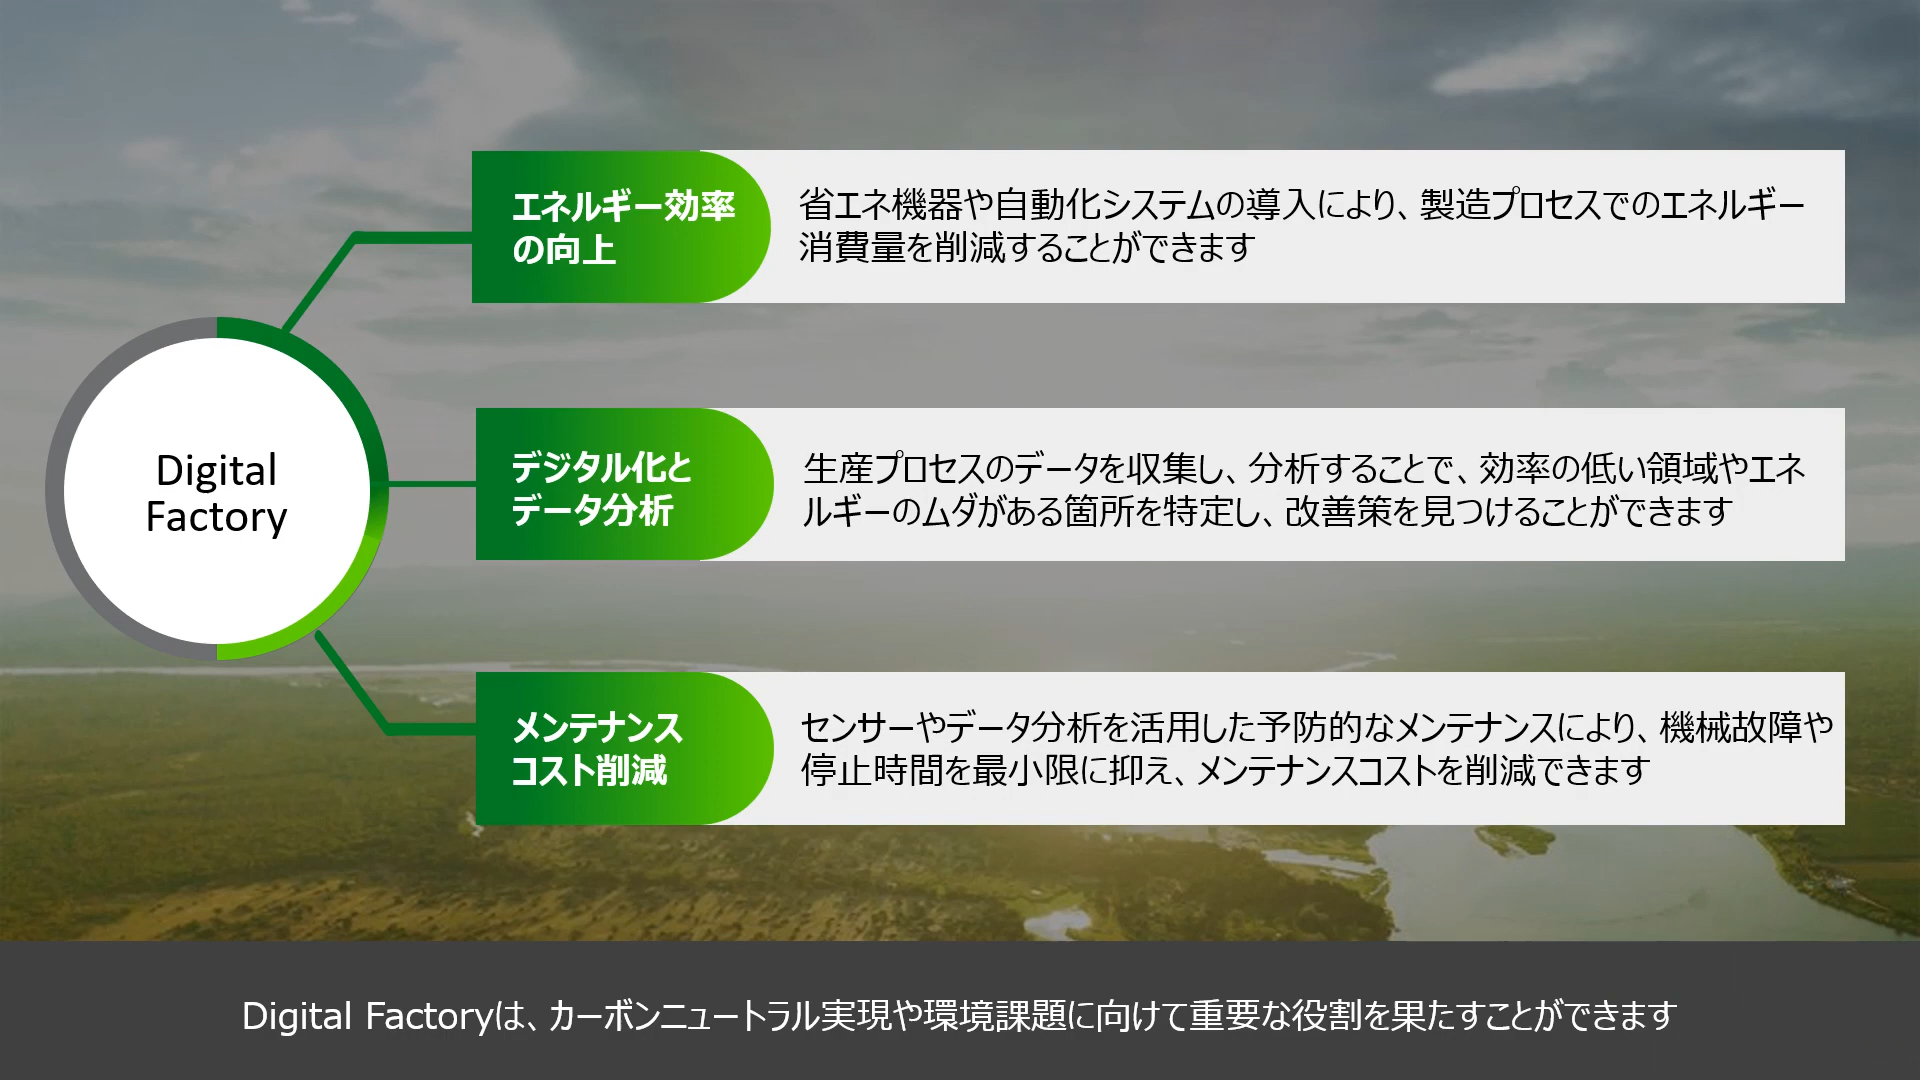 エネルギー効率
の向上
省エネ機器や自動化システムの導入により、製造プロセスでのエネルギー
消費量を削減することができます
Digital
Factory
デジタル化と
データ分析
生産プロセスのデータを収集し、分析することで、効率の低い領域やエネ
ルギーのムダがある箇所を特定し、改善策を見つけることができます
メンテナンス
コスト削減
センサーやデータ分析を活用した予防的なメンテナンスにより、機械故障や
停止時間を最小限に抑え、メンテナンスコストを削減できます
Digital Factoryは、カーボンニュートラル実現や環境課題に向けて重要な役割を果たすことができます